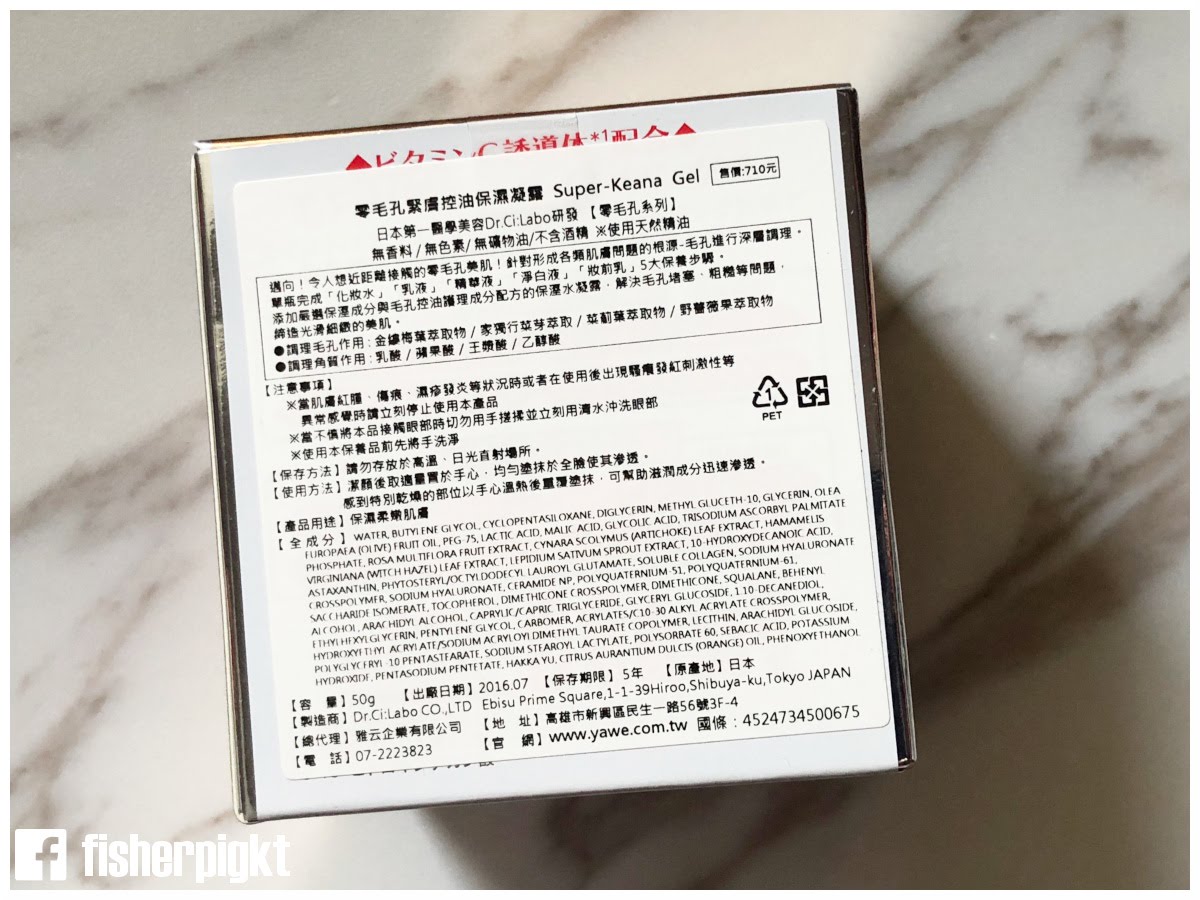 ◆ビタミンC誘導体*¹配合◆
零毛孔緊膚控油保濕凝露 Super-Keana Gel 售價:710元
日本第一醫學美容Dr.Ci:Labo研發【零毛孔系列】
無香料/無色素/無礦物油/不含酒精 ※使用天然精油
邁向!令人想近距離接觸的零毛孔美肌!針對形成各類肌膚問題的根源-毛孔進行深層調理。
單瓶完成「化妝水」「乳液」「精華液」「淨白液」「妝前乳」5大保養步驟。
添加嚴選保溼成分與毛孔控油護理成分配方的保溼水凝露,解決毛孔堵塞、粗糙等問題,
締造光滑細緻的美肌。
●調理毛孔作用:金縷梅葉萃取物/家獨行菜芽萃取/菜薊葉萃取物/野薔薇果萃取物
●調理角質作用:乳酸/蘋果酸/王漿酸/乙醇酸
【注意事項】
※當肌膚紅腫、傷痕、濕疹發炎等狀況時或者在使用後出現騷癢發紅刺激性等
異常感覺時請立刻停止使用本產品
※當不慎將本品接觸眼部時切勿用手搓揉並立刻用清水沖洗眼部
※使用本保養品前先將手洗淨
1
PET
【保存方法】請勿存放於高溫、日光直射場所。
【使用方法】潔顏後取適量置於手心,均勻塗抹於全臉使其滲透。
感到特別乾燥的部位以手心溫熱後重覆塗抹,可幫助滋潤成分迅速滲透。
【產品用途】保濕柔嫩肌膚
【全成分】WATER, BUTYLENE GLYCOL, CYCLOPENTASILOXANE, DIGLYCERIN, METHYL GLUCETH-10, GLYCERIN, OLEA
EUROPAEA (OLIVE) FRUIT OIL, PEG-75, LACTIC ACID, MALIC ACID, GLYCOLIC ACID, TRISODIUM ASCORBYL PALMITATE
PHOSPHATE, ROSA MULTIFLORA FRUIT EXTRACT, CYNARA SCOLYMUS (ARTICHOKE) LEAF EXTRACT, HAMAMELIS
VIRGINIANA (WITCH HAZEL) LEAF EXTRACT, LEPIDIUM SATIVUM SPROUT EXTRACT, 10-HYDROXYDECANOIC ACID,
ASTAXANTHIN, PHYTOSTERYL/OCTYLDODECYL LAUROYL GLUTAMATE, SOLUBLE COLLAGEN, SODIUM HYALURONATE
CROSSPOLYMER, SODIUM HYALURONATE, CERAMIDE NP, POLYQUATERNIUM-51, POLYQUATERNIUM-61,
SACCHARIDE ISOMERATE, TOCOPHEROL, DIMETHICONE CROSSPOLYMER, DIMETHICONE, SQUALANE, BEHENYL
ALCOHOL, ARACHIDYL ALCOHOL, CAPRYLIC/CAPRIC TRIGLYCERIDE, GLYCERYL GLUCOSIDE, 1.10-DECANEDIOL,
ETHYLHEXYLGLYCERIN, PENTYLENE GLYCOL, CARBOMER, ACRYLATES/C10-30 ALKYL ACRYLATE CROSSPOLYMER,
HYDROXYETHYL ACRYLATE/SODIUM ACRYLOYI DIMETHYL TAURATE COPOLYMER, LECITHIN, ARACHIDYL GLUCOSIDE,
POLYGLYCERYL-10 PENTASTEARATE, SODIUM STEAROYL LACTYLATE, POLYSORBATE 60, SEBACIC ACID, POTASSIUM
HYDROXIDE, PENTASODIUM PENTETATE, HAKKA YU, CITRUS AURANTIUM DULCIS (ORANGE) OIL, PHENOXYETHANOL
【容 量】50g 【出廠日期】2016.07 【保存期限】5年 【原產地】日本
【製造商】Dr.Ci:Labo CO.,LTD Ebisu Prime Square,1-1-39Hiroo,Shibuya-ku,Tokyo JAPAN
【總代理】雅云企業有限公司 【地 址】高雄市新興區民生一路56號3F-4
【電 話】07-2223823 【官 網】www.yawe.com.tw 國條:4524734500675
fisherpigkt